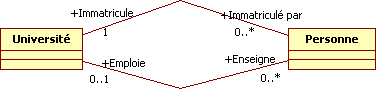 +Immatricule +Immatriculé par
1 0..*
Université Personne
+Emploie +Enseigne
0..1 0..*